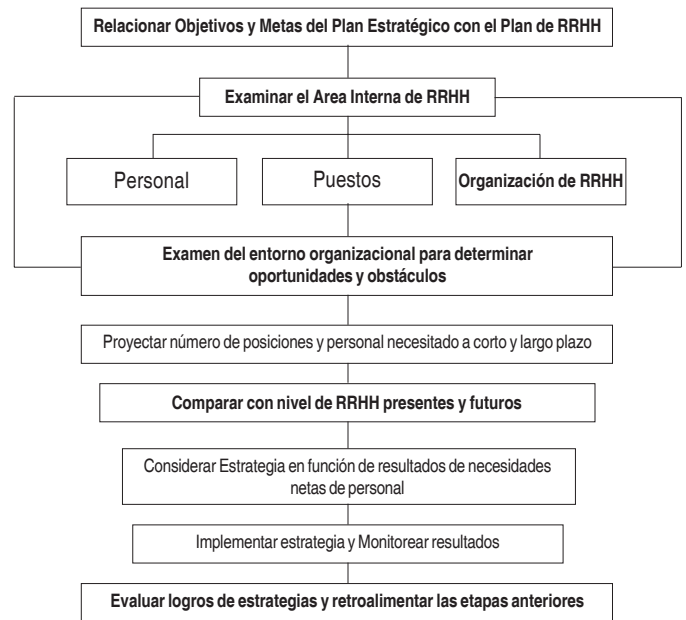 Relacionar Objetivos y Metas del Plan Estratégico con el Plan de RRHH
Examinar el Area Interna de RRHH
Personal
Puestos
Organización de RRHH
Examen del entorno organizacional para determinar
oportunidades y obstáculos
Proyectar número de posiciones y personal necesitado a corto y largo plazo
Comparar con nivel de RRHH presentes y futuros
Considerar Estrategia en función de resultados de necesidades
netas de personal
Implementar estrategia y Monitorear resultados
Evaluar logros de estrategias y retroalimentar las etapas anteriores